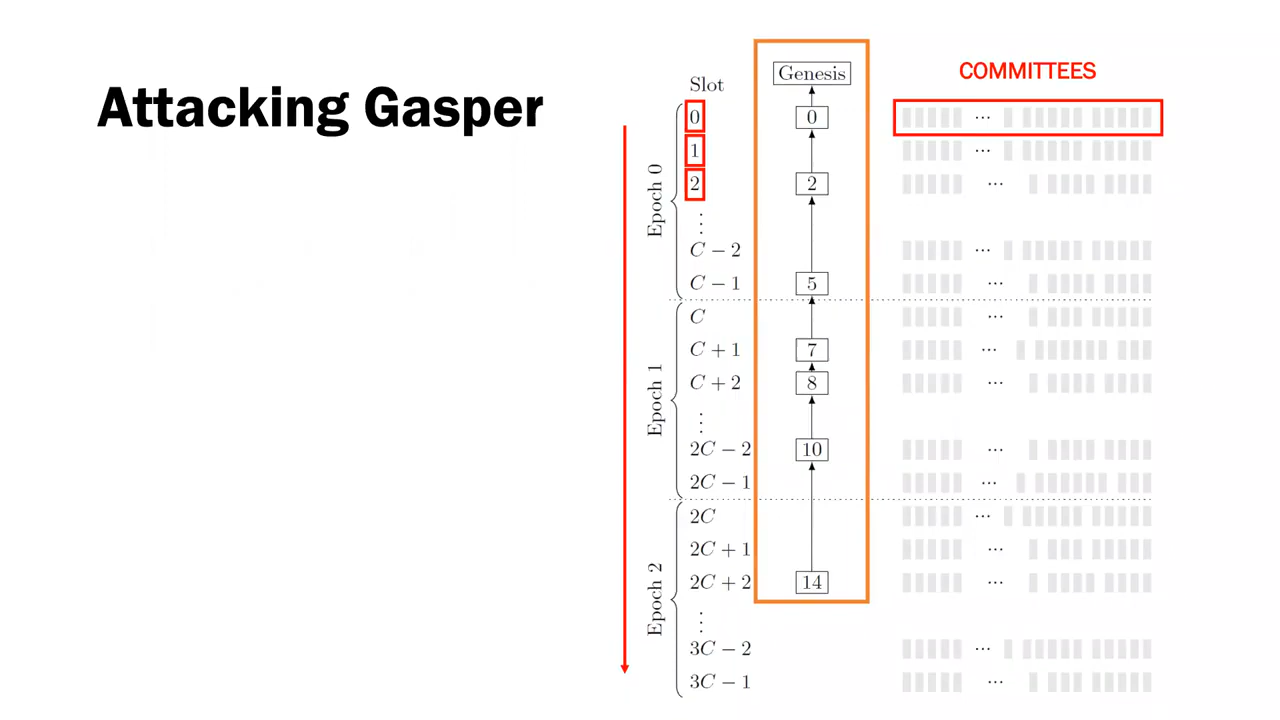 Attacking Gasper
COMMITTEES
Slot
Genesis
Epoch 0
0 0 ...
1 ...
2 2 ...
⋮
C − 2 ...
C − 1 5 ...
Epoch 1
C ...
C + 1 7 ...
C + 2 8 ...
⋮
2C − 2 10 ...
2C − 1 ...
Epoch 2
2C ...
2C + 1 ...
2C + 2 14 ...
⋮
3C − 2 ...
3C − 1 ...